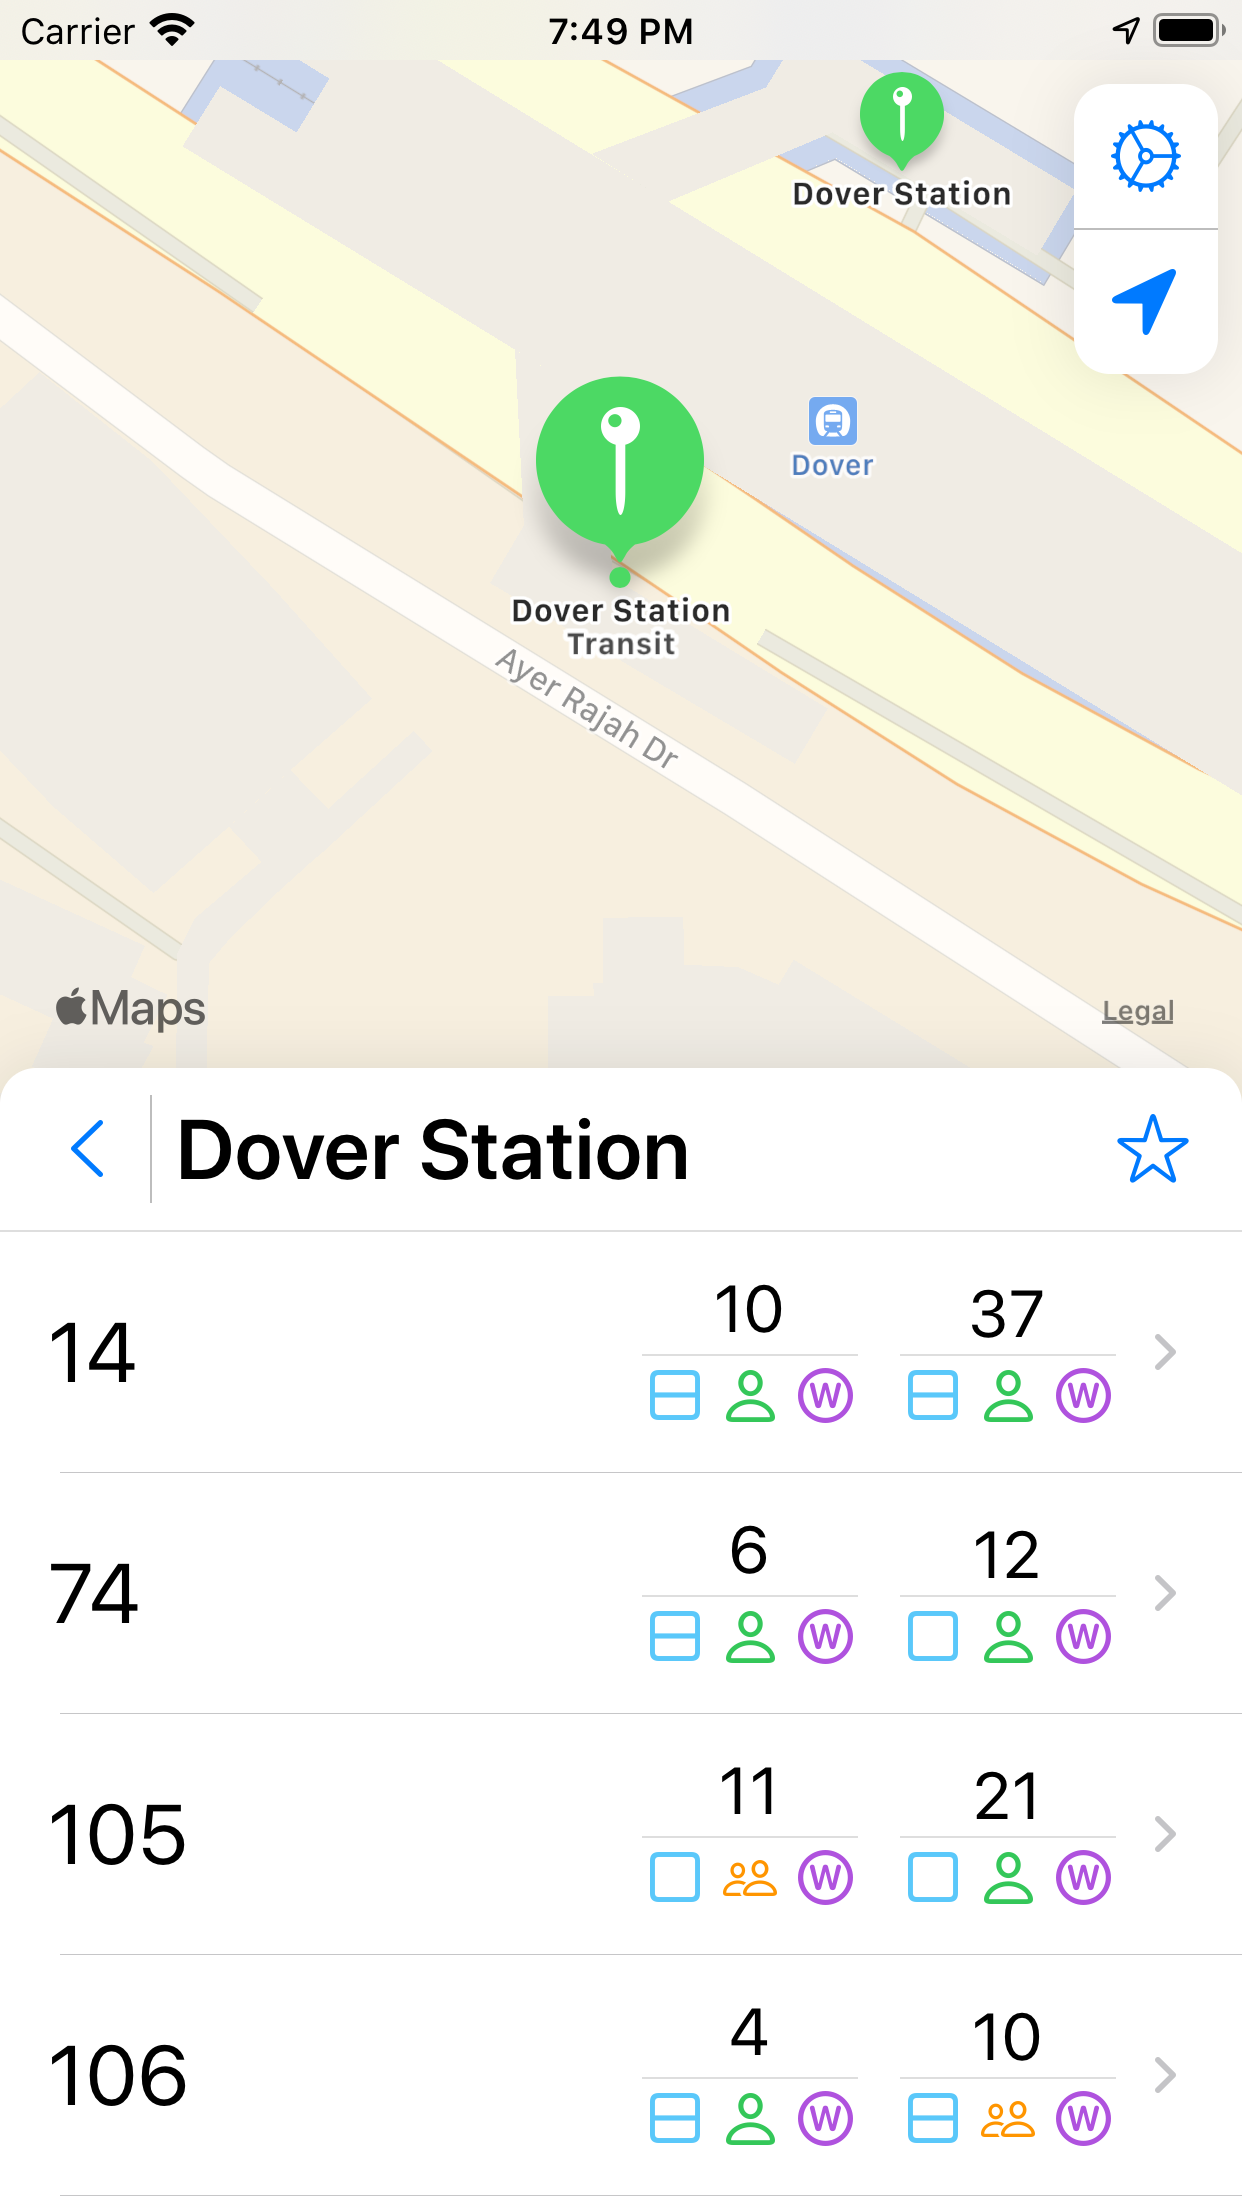 Carrier 7:49 PM
Dover Station
Dover
Dover Station
Transit
Ayer Rajah Dr
Maps Legal
Dover Station
14 10 37
W W
74 6 12
W W
105 11 21
W W
106 4 10
W W